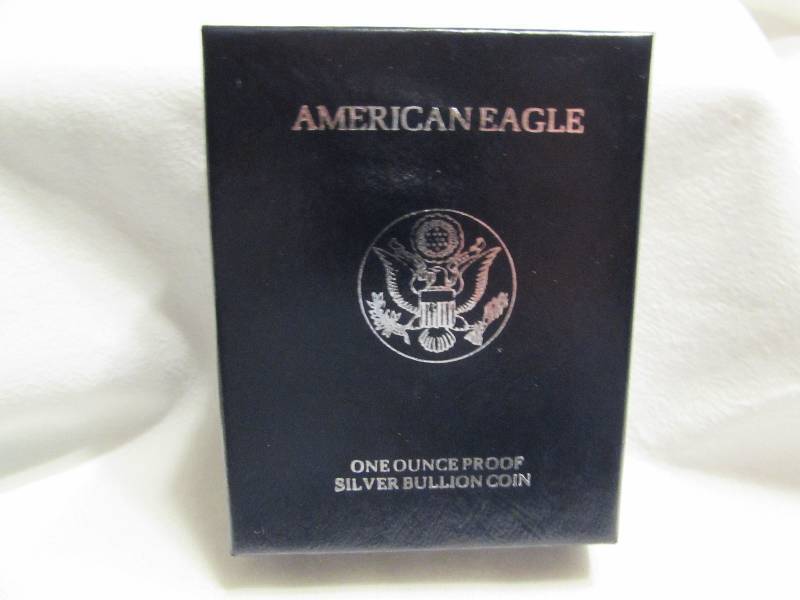 AMERICAN EAGLE
ONE OUNCE PROOF
SILVER BULLION COIN